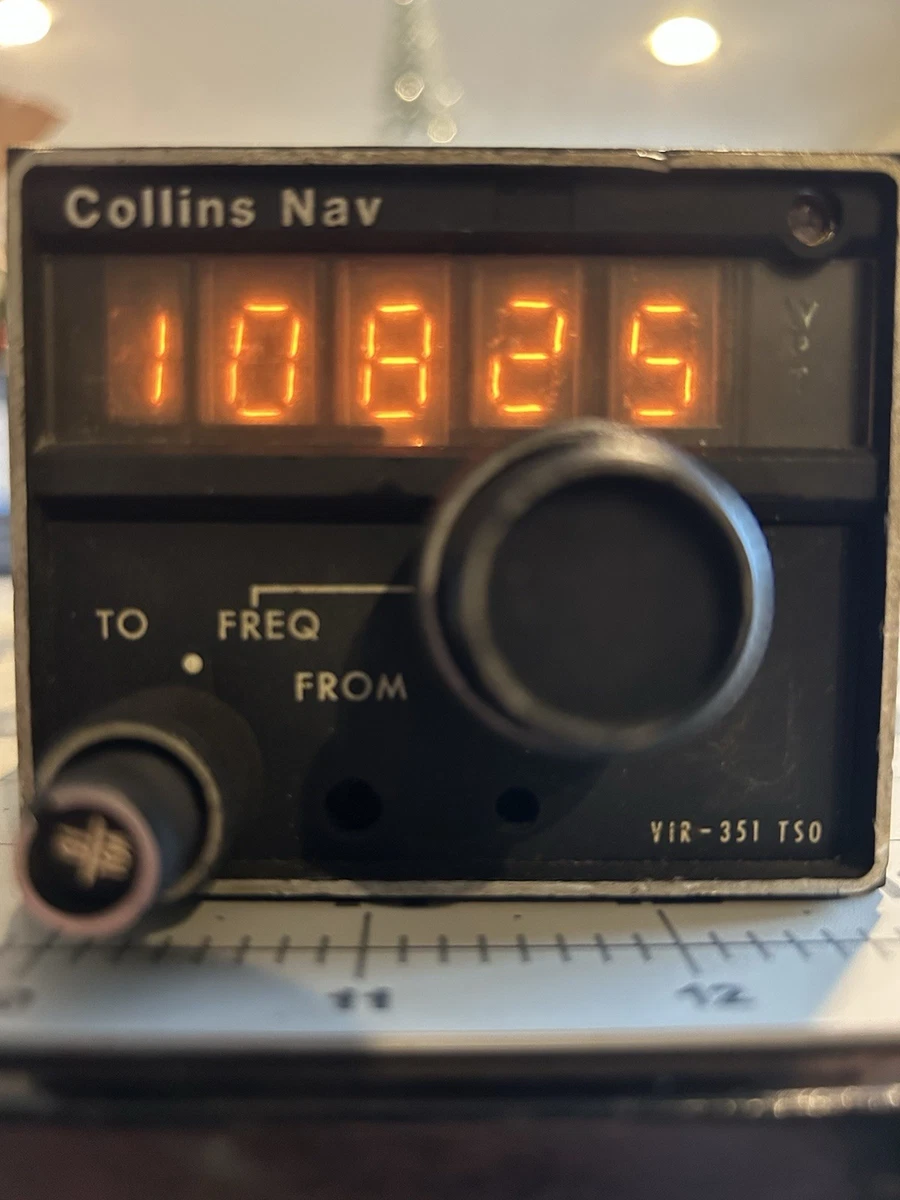 Collins Nav
108.25
TO FREQ
FROM
VIR-351 TSO
11 12